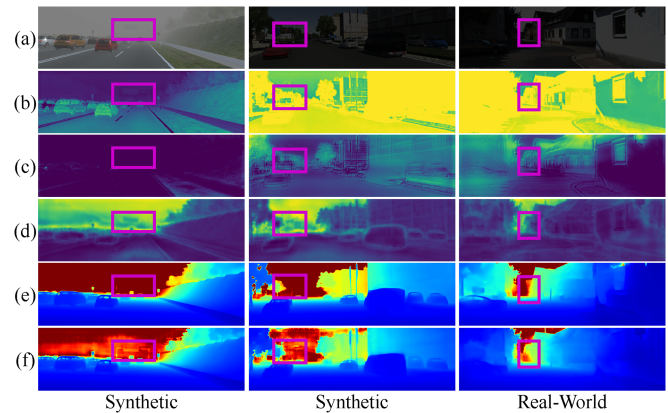 (a)
(b)
(c)
(d)
(e)
(f)
Synthetic Synthetic Real-World